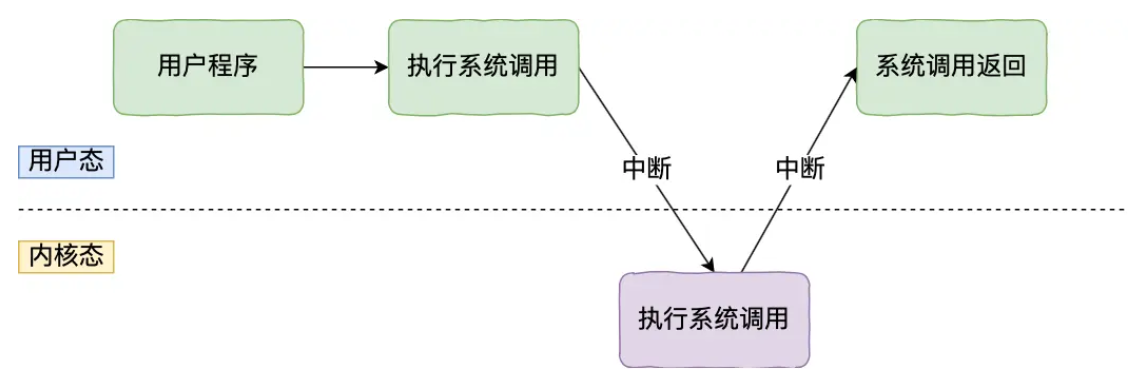 用户程序
执行系统调用
系统调用返回
用户态
中断
中断
内核态
执行系统调用